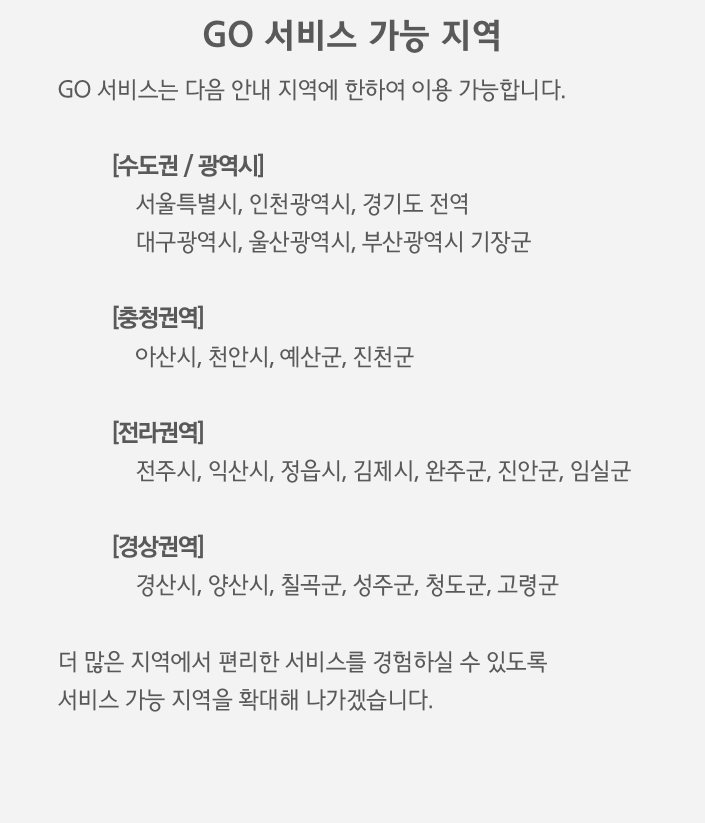 GO 서비스 가능 지역
GO 서비스는 다음 안내 지역에 한하여 이용 가능합니다.
[수도권 / 광역시]
서울특별시, 인천광역시, 경기도 전역
대구광역시, 울산광역시, 부산광역시 기장군
[충청권역]
아산시, 천안시, 예산군, 진천군
[전라권역]
전주시, 익산시, 정읍시, 김제시, 완주군, 진안군, 임실군
[경상권역]
경산시, 양산시, 칠곡군, 성주군, 청도군, 고령군
더 많은 지역에서 편리한 서비스를 경험하실 수 있도록
서비스 가능 지역을 확대해 나가겠습니다.